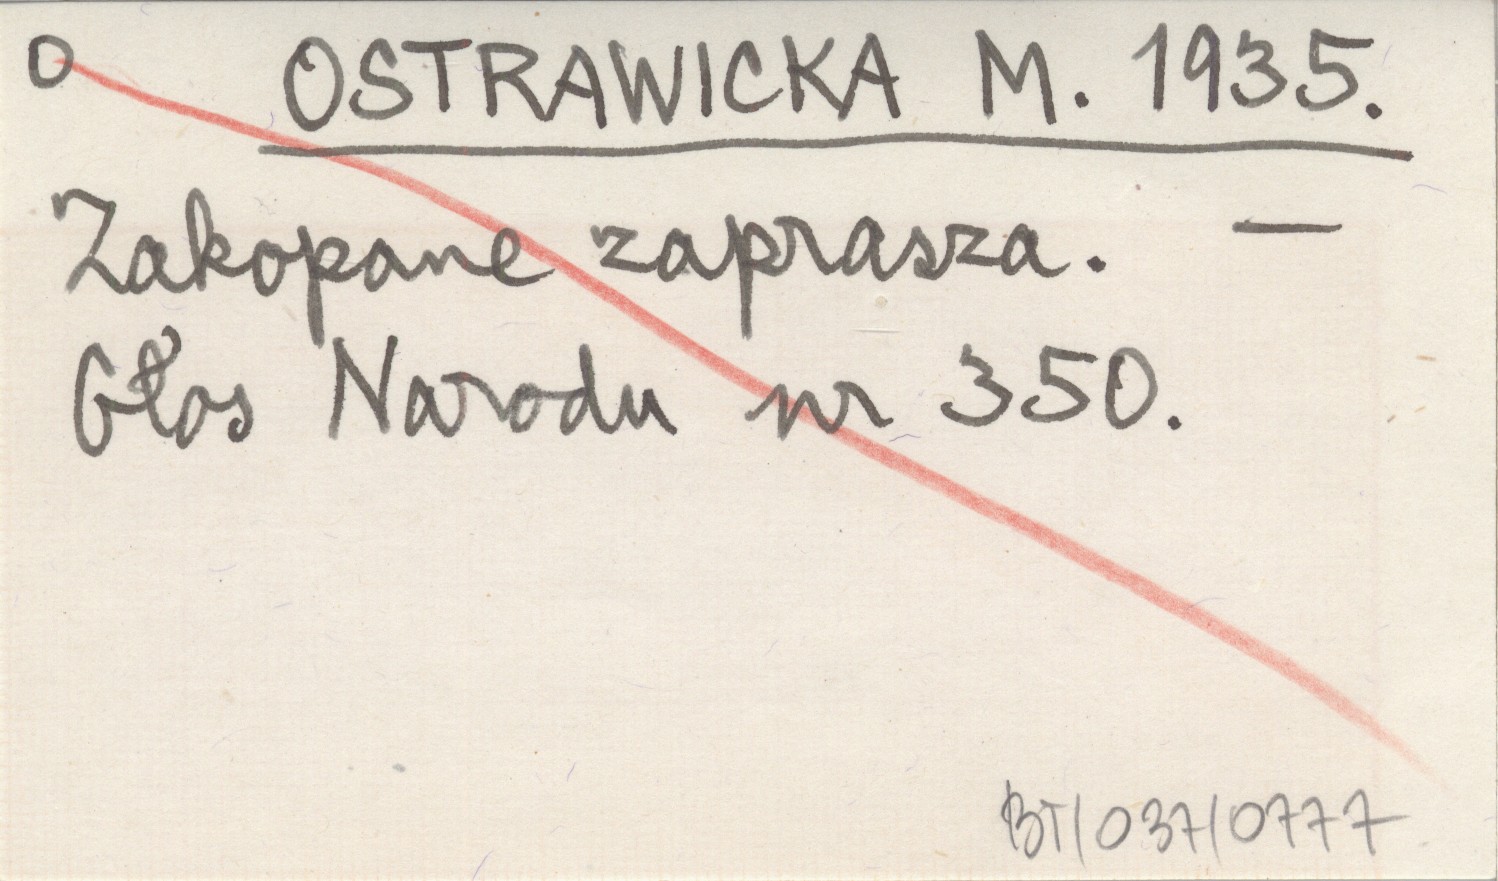 O OSTRAWICKA M. 1935.
Zakopane zaprasza. —
Głos Narodu nr 350.
BT/037/0777